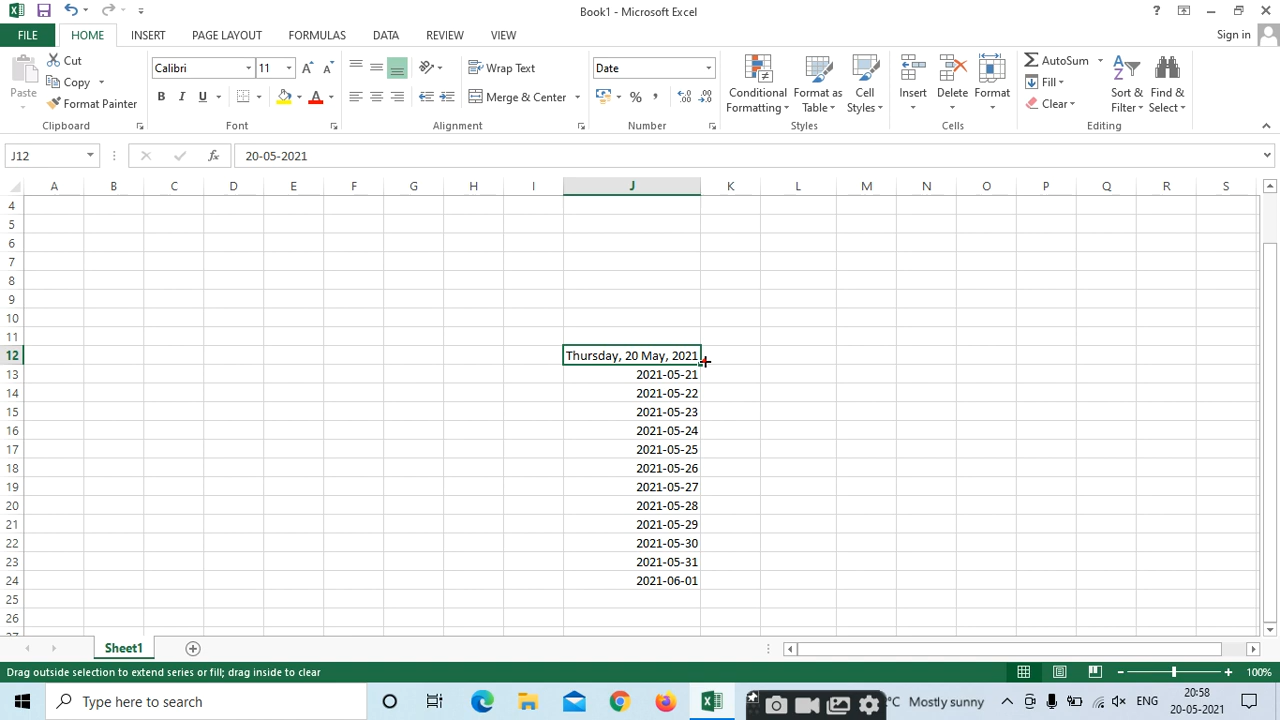 Book1 - Microsoft Excel
FILE HOME INSERT PAGE LAYOUT FORMULAS DATA REVIEW VIEW Sign in
Paste
Cut
Copy
Format Painter
Clipboard
Calibri 11
B I U
Font
Wrap Text
Merge & Center
Alignment
Date
Number
Conditional Formatting
Format as Table
Cell Styles
Styles
Insert
Delete
Format
Cells
AutoSum
Fill
Clear
Sort & Filter
Find & Select
Editing
J12 fx 20-05-2021
A B C D E F G H I J K L M N O P Q R S
4
5
6
7
8
9
10
11
12 Thursday, 20 May, 2021
13 2021-05-21
14 2021-05-22
15 2021-05-23
16 2021-05-24
17 2021-05-25
18 2021-05-26
19 2021-05-27
20 2021-05-28
21 2021-05-29
22 2021-05-30
23 2021-05-31
24 2021-06-01
25
26
Sheet1
Drag outside selection to extend series or fill; drag inside to clear 100%
Type here to search
C Mostly sunny ENG 20:58
20-05-2021